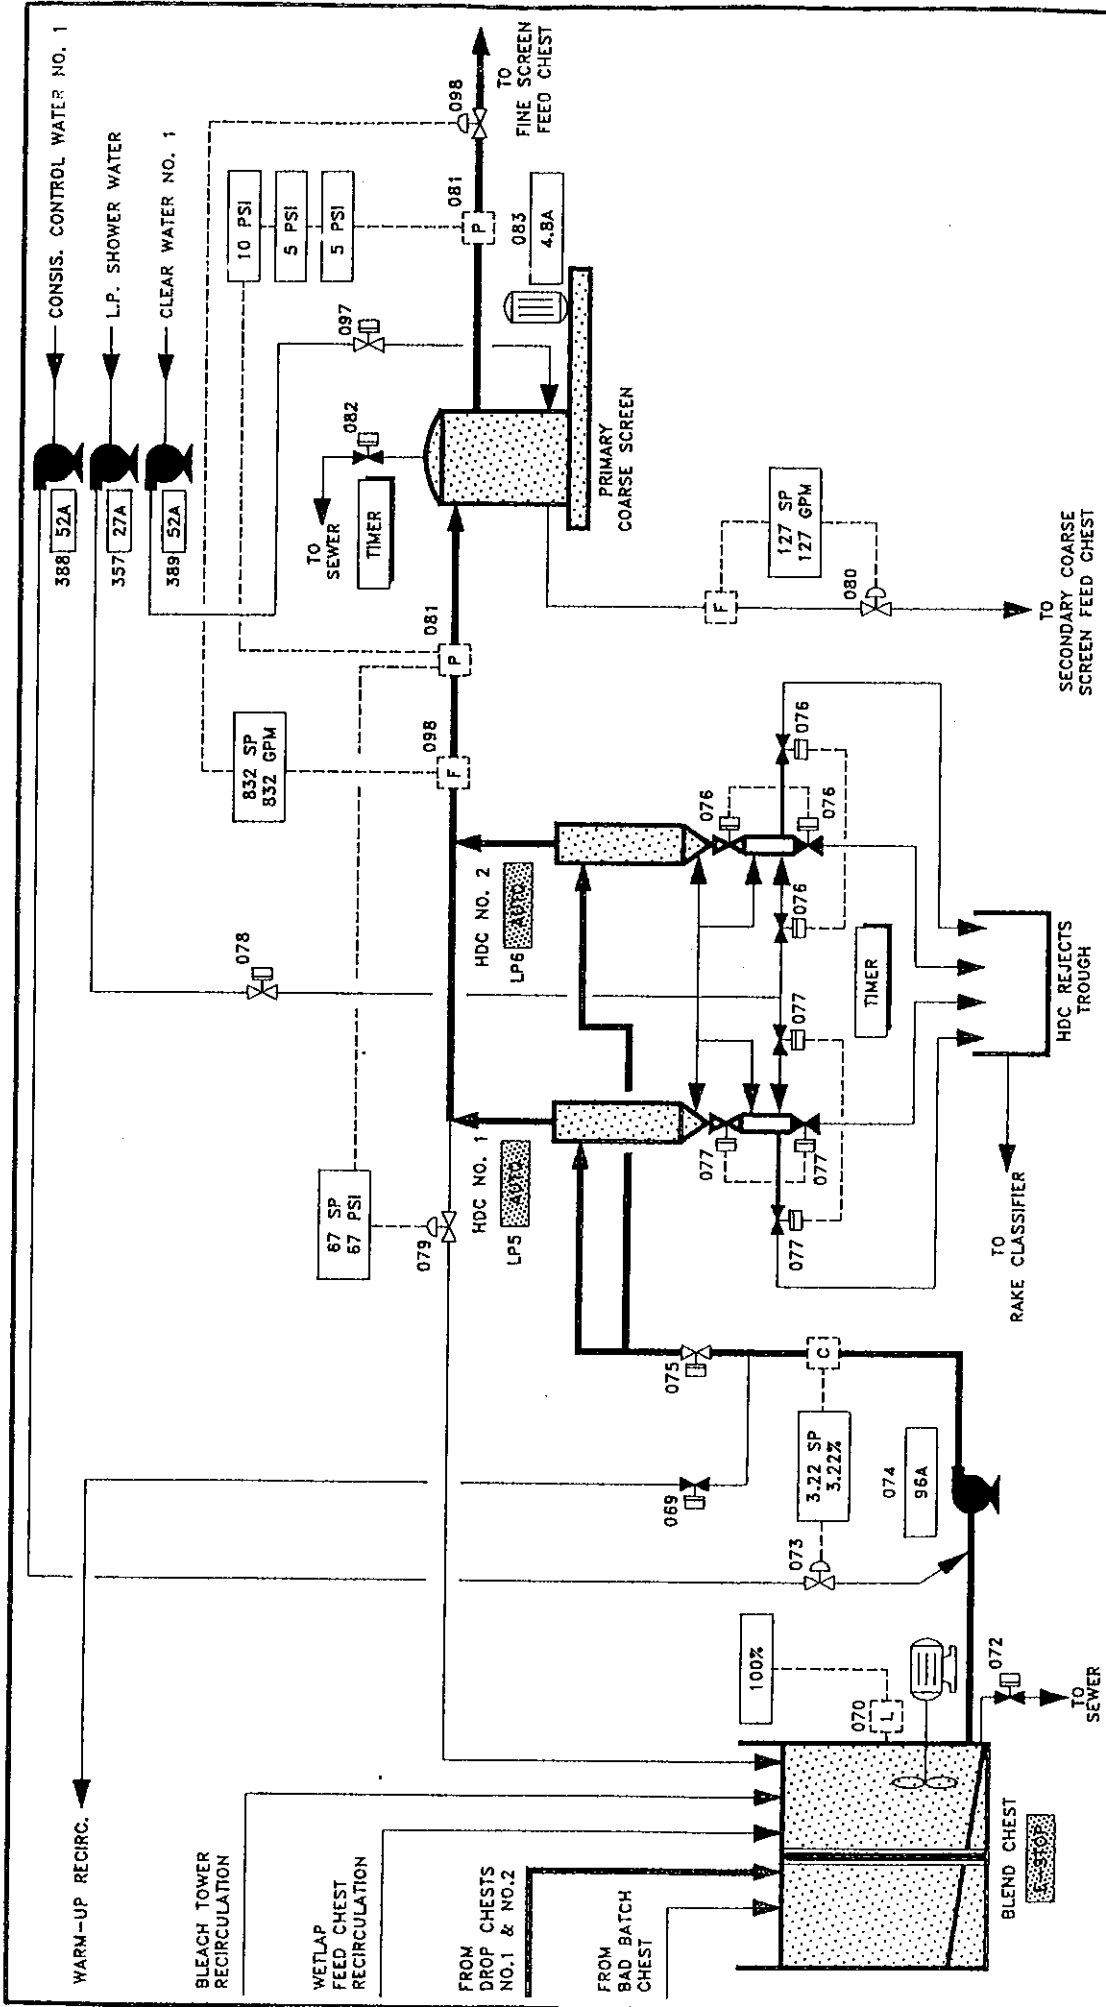 WARM-UP RECIRC.
BLEACH TOWER
RECIRCULATION
WETLAP
FEED CHEST
RECIRCULATION
FROM
DROP CHESTS
NO.1 & NO.2
FROM
BAD BATCH
CHEST
BLEND CHEST
STOP
100%
070
L
072
TO
SEWER
073
3.22 SP
3.22%
C
074
96A
069
075
67 SP
67 PSI
079
HDC NO. 1
LP5
AUTO
077
077
077
077
TO
RAKE CLASSIFIER
HDC REJECTS
TROUGH
TIMER
078
HDC NO. 2
LP6
AUTO
076
076
076
076
832 SP
832 GPM
098
F
081
P
388
52A
357
27A
389
52A
CONSIS. CONTROL WATER NO. 1
L.P. SHOWER WATER
CLEAR WATER NO. 1
TO
SEWER
TIMER
082
097
PRIMARY
COARSE SCREEN
10 PSI
5 PSI
5 PSI
081
P
083
4.8A
098
TO
FINE SCREEN
FEED CHEST
F
127 SP
127 GPM
080
TO
SECONDARY COARSE
SCREEN FEED CHEST